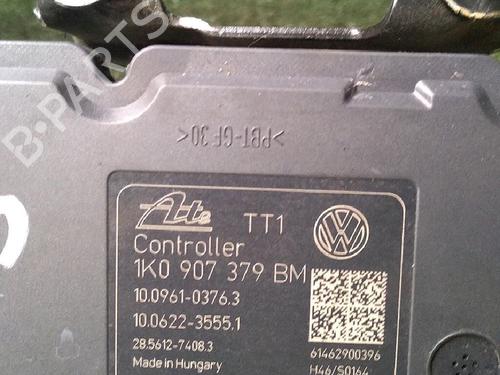 B-PARTS
>PBT-GF30<
Ate TT1
Controller
1K0 907 379 BM
10.0961-0376.3
10.0622-3555.1
28.5612-7408.3
Made in Hungary
61462900396
H46/S0164